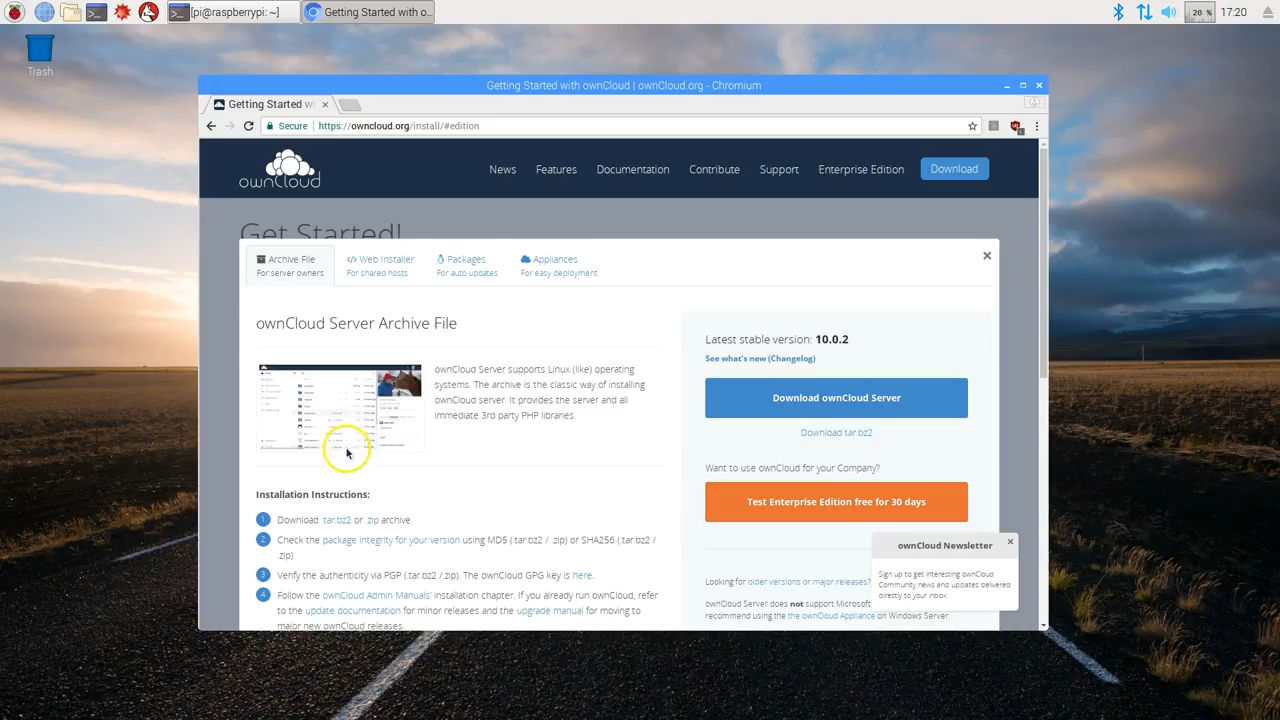 [pi@raspberrypi: ~]
Getting Started with o...
20 %
17:20
Trash
Getting Started with ownCloud | ownCloud.org - Chromium
Getting Started wi
Secure
https://owncloud.org/install/#edition
ownCloud
News
Features
Documentation
Contribute
Support
Enterprise Edition
Download
Get Started!
Archive File
For server owners
Web Installer
For shared hosts
Packages
For auto updates
Appliances
For easy deployment
ownCloud Server Archive File
ownCloud Server supports Linux (like) operating
systems. The archive is the classic way of installing
ownCloud server. It provides the server and all
immediate 3rd party PHP libraries.
Installation Instructions:
1 Download .tar.bz2 or .zip archive.
2 Check the package integrity for your version using MD5 (.tar.bz2 / .zip) or SHA256 (.tar.bz2 /
.zip)
3 Verify the authenticity via PGP (.tar.bz2 /.zip). The ownCloud GPG key is here.
4 Follow the ownCloud Admin Manuals' installation chapter. If you already run ownCloud, refer
to the update documentation for minor releases and the upgrade manual for moving to
major new ownCloud releases.
Latest stable version: 10.0.2
See what's new (Changelog)
Download ownCloud Server
Download tar.bz2
Want to use ownCloud for your Company?
Test Enterprise Edition free for 30 days
Looking for older versions or major releases?
ownCloud Server does not support Microsoft
recommend using the the ownCloud Appliance on Windows Server.
ownCloud Newsletter
Sign up to get interesting ownCloud
Community news and updates delivered
directly to your inbox.